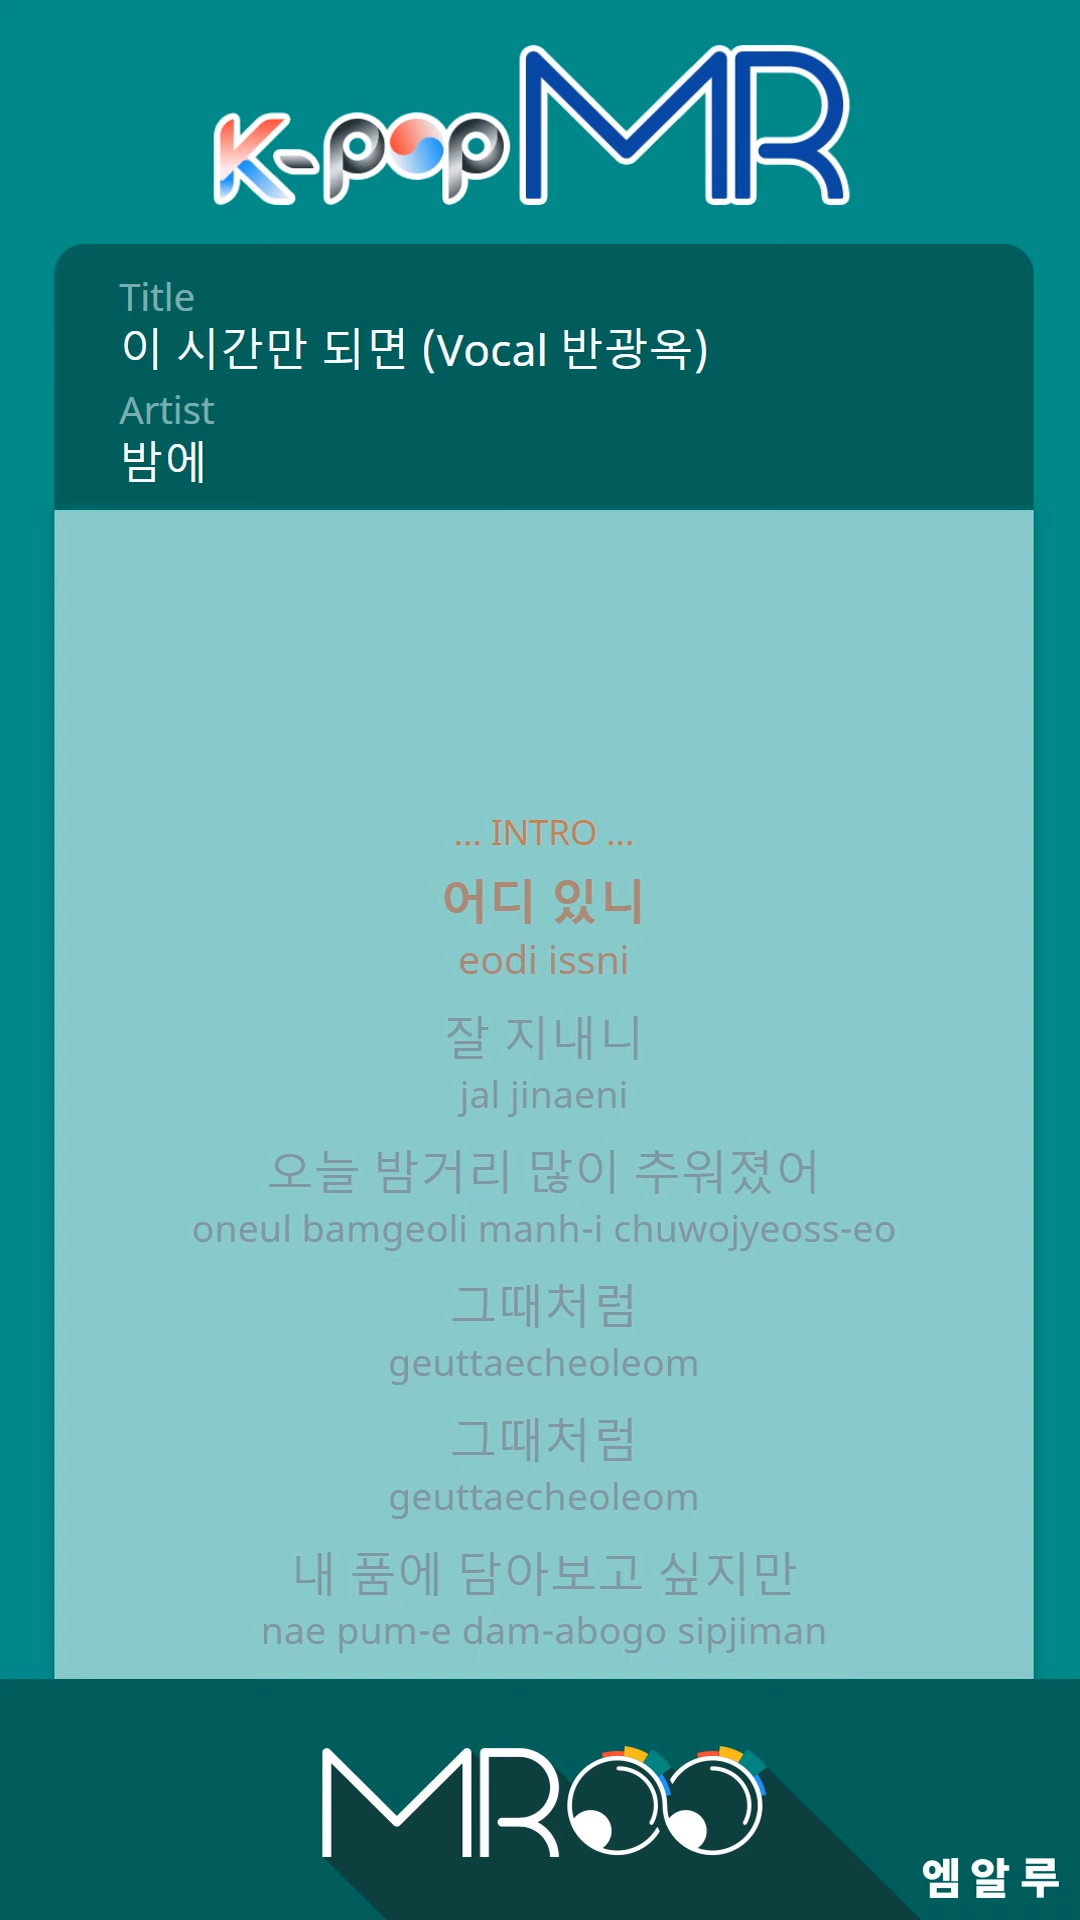 K-pop MR
Title
이 시간만 되면 (Vocal 반광옥)
Artist
밤에
... INTRO ...
어디 있니
eodi issni
잘 지내니
jal jinaeni
오늘 밤거리 많이 추워졌어
oneul bamgeoli manh-i chuwojyeoss-eo
그때처럼
geuttaecheoleom
그때처럼
geuttaecheoleom
내 품에 담아보고 싶지만
nae pum-e dam-abogo sipjiman
MROO
엠알루